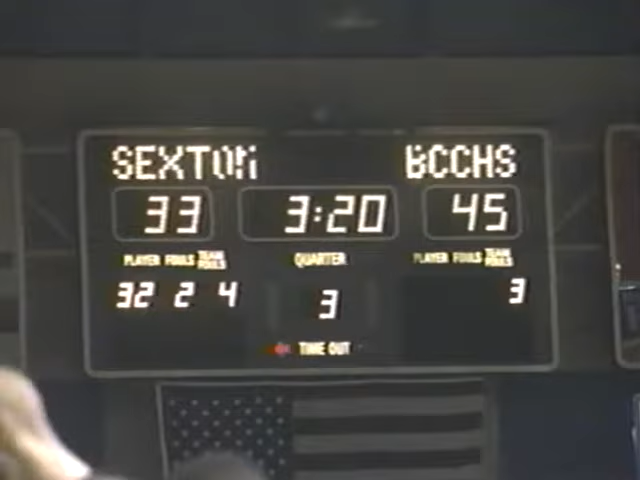 SEXTON BCCHS
33 3:20 45
PLAYER FOULS TEAM FOULS QUARTER PLAYER FOULS TEAM FOULS
32 2 4 3 3
TIME OUT